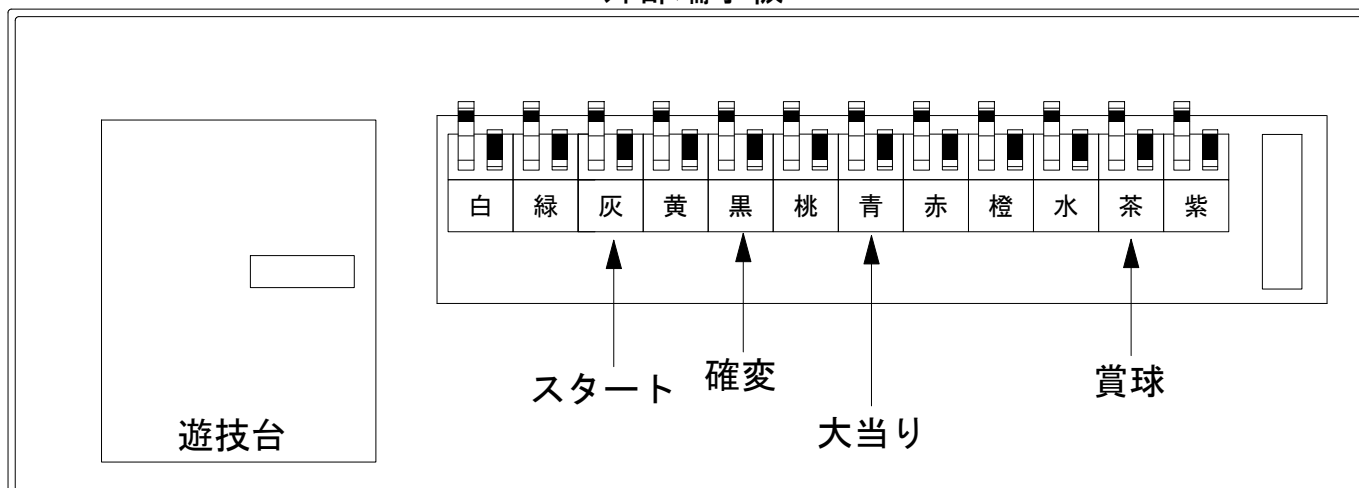 白 緑 灰 黄 黒 桃 青 赤 橙 水 茶 紫
スタート 確変 大当り 賞球
遊技台